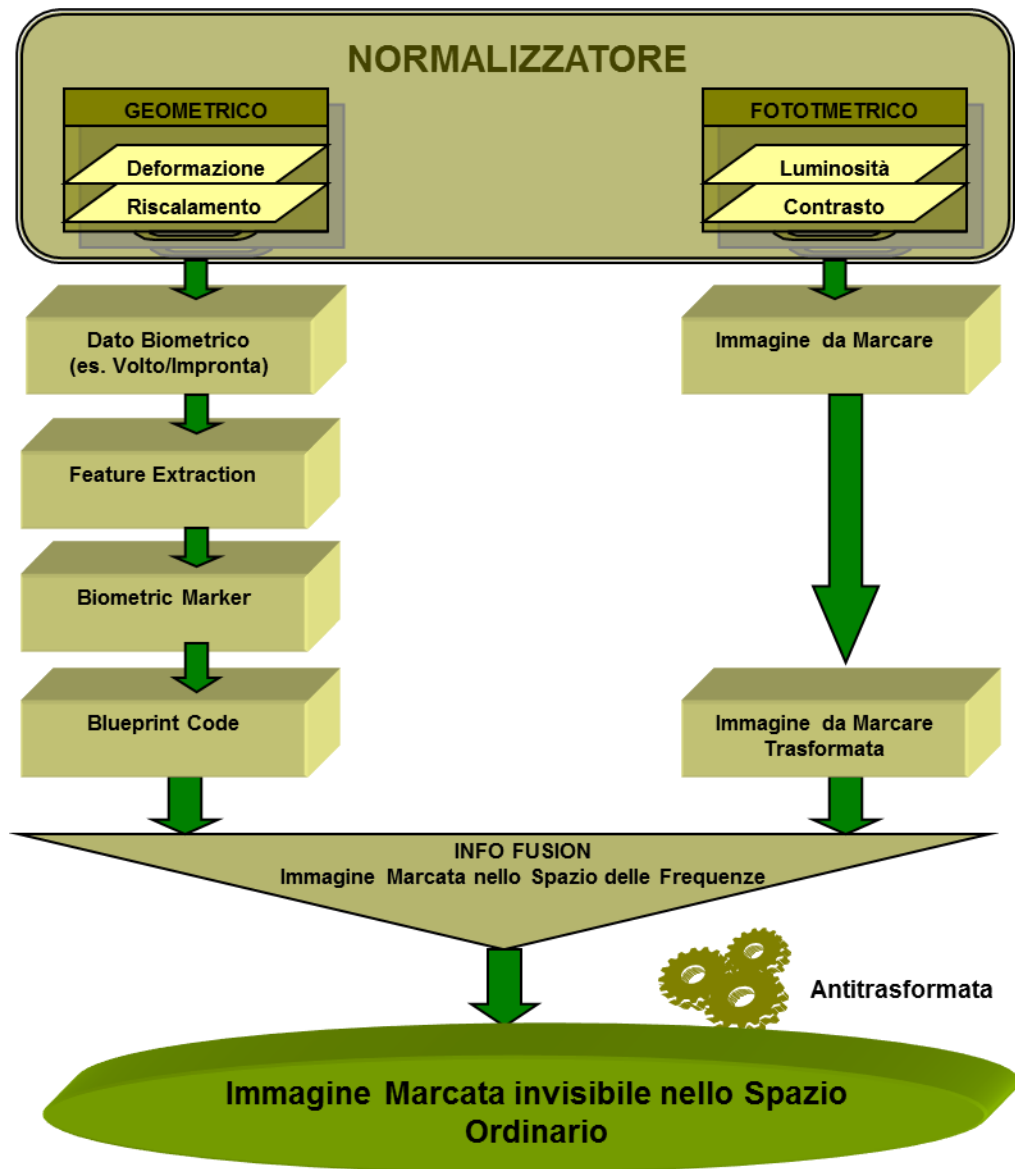 NORMALIZZATORE
GEOMETRICO
Deformazione
Riscalamento
FOTOTMETRICO
Luminosità
Contrasto
Dato Biometrico
(es. Volto/Impronta)
Feature Extraction
Biometric Marker
Blueprint Code
Immagine da Marcare
Immagine da Marcare
Trasformata
INFO FUSION
Immagine Marcata nello Spazio delle Frequenze
Antitrasformata
Immagine Marcata invisibile nello Spazio
Ordinario